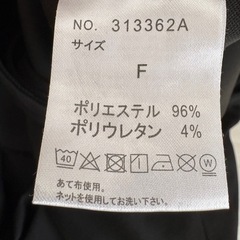 NO. 313362A
サイズ
F
ポリエステル 96%
ポリウレタン 4%
40 P W
あて布使用。
ネットを使用してお洗い下さい。